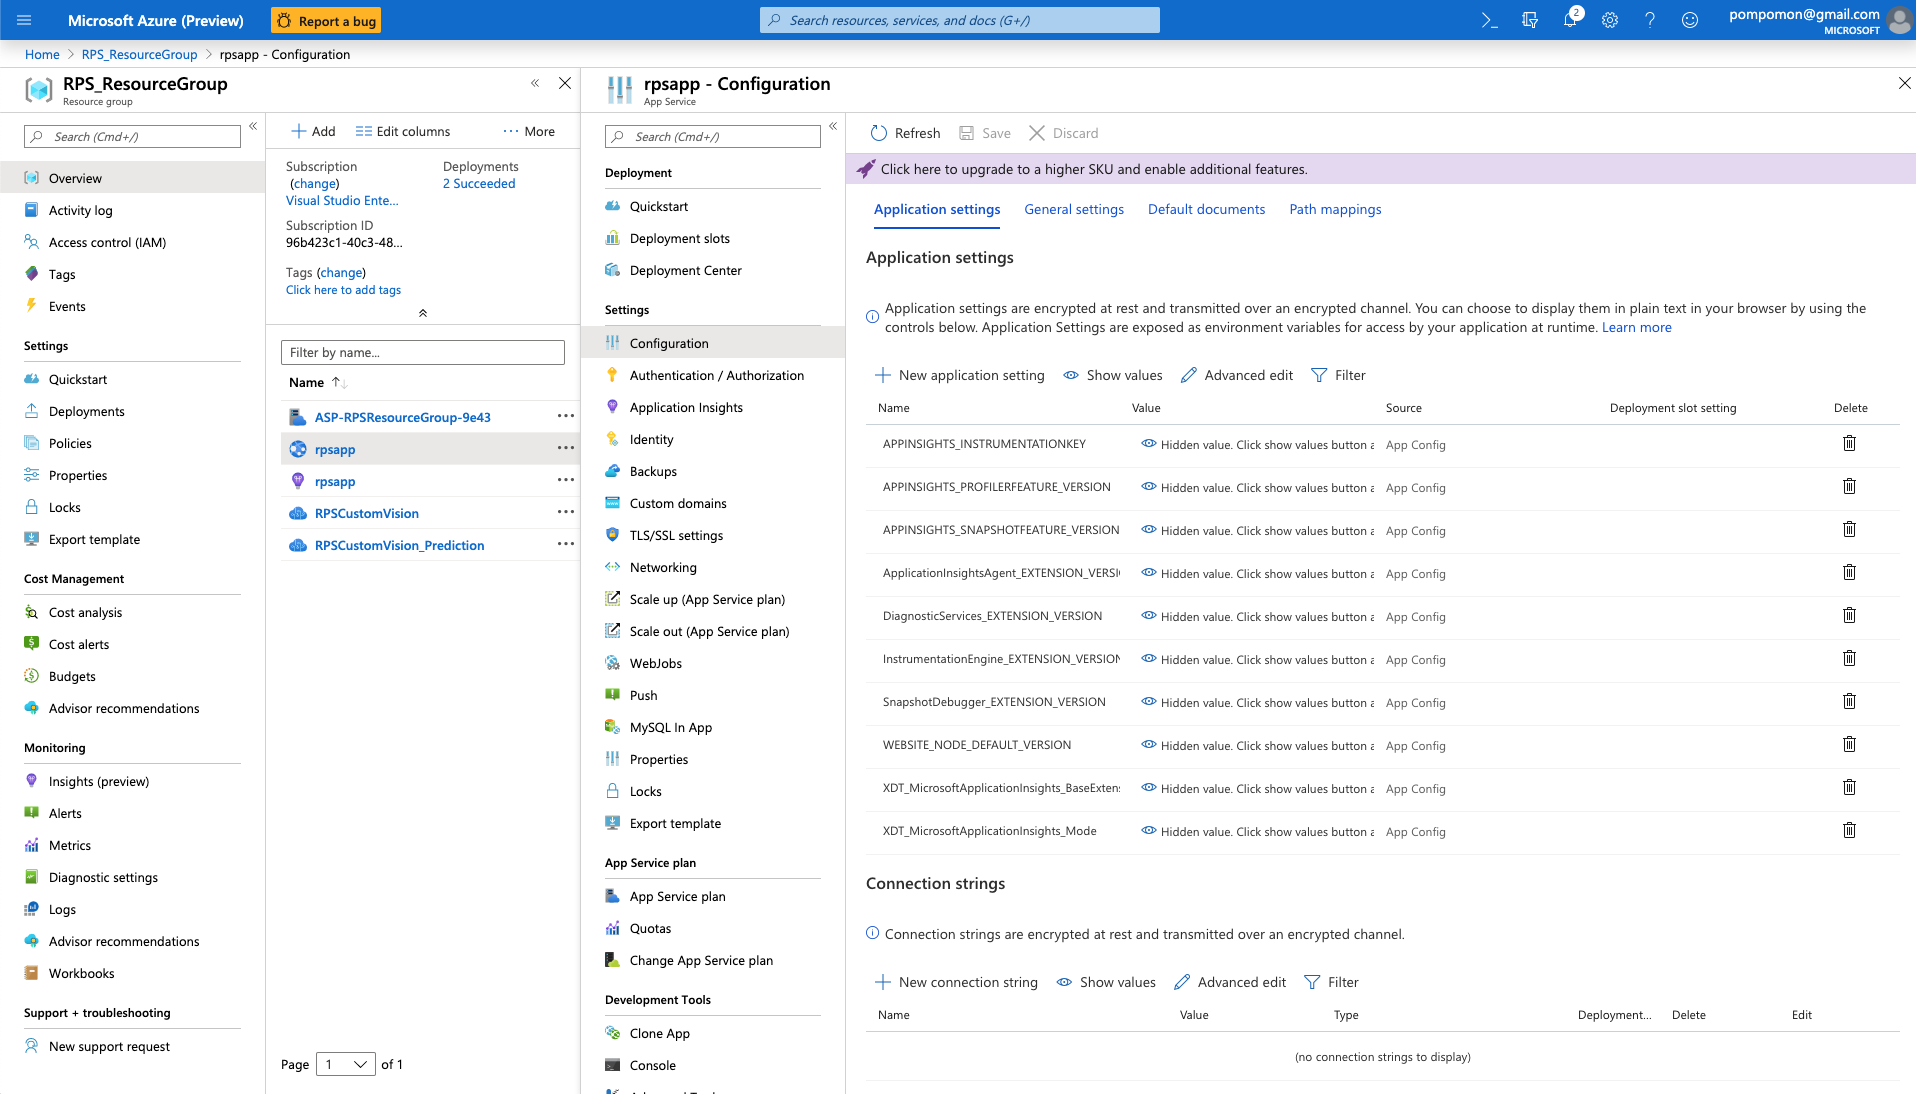 Microsoft Azure (Preview)
Report a bug
Search resources, services, and docs (G+/)
2
pompomon@gmail.com
MICROSOFT
Home > RPS_ResourceGroup > rpsapp - Configuration
RPS_ResourceGroup
Resource group
Search (Cmd+/)
Overview
Activity log
Access control (IAM)
Tags
Events
Settings
Quickstart
Deployments
Policies
Properties
Locks
Export template
Cost Management
Cost analysis
Cost alerts
Budgets
Advisor recommendations
Monitoring
Insights (preview)
Alerts
Metrics
Diagnostic settings
Logs
Advisor recommendations
Workbooks
Support + troubleshooting
New support request
Add
Edit columns
More
Subscription
(change)
Visual Studio Ente...
Deployments
2 Succeeded
Subscription ID
96b423c1-40c3-48...
Tags (change)
Click here to add tags
Filter by name...
Name
ASP-RPSResourceGroup-9e43
rpsapp
rpsapp
RPSCustomVision
RPSCustomVision_Prediction
Page 1 of 1
rpsapp - Configuration
App Service
Search (Cmd+/)
Deployment
Quickstart
Deployment slots
Deployment Center
Settings
Configuration
Authentication / Authorization
Application Insights
Identity
Backups
Custom domains
TLS/SSL settings
Networking
Scale up (App Service plan)
Scale out (App Service plan)
WebJobs
Push
MySQL In App
Properties
Locks
Export template
App Service plan
App Service plan
Quotas
Change App Service plan
Development Tools
Clone App
Console
Refresh
Save
Discard
Click here to upgrade to a higher SKU and enable additional features.
Application settings
General settings
Default documents
Path mappings
Application settings
Application settings are encrypted at rest and transmitted over an encrypted channel. You can choose to display them in plain text in your browser by using the
controls below. Application Settings are exposed as environment variables for access by your application at runtime. Learn more
New application setting
Show values
Advanced edit
Filter
Name Value Source Deployment slot setting Delete
APPINSIGHTS_INSTRUMENTATIONKEY Hidden value. Click show values button a App Config
APPINSIGHTS_PROFILERFEATURE_VERSION Hidden value. Click show values button a App Config
APPINSIGHTS_SNAPSHOTFEATURE_VERSION Hidden value. Click show values button a App Config
ApplicationInsightsAgent_EXTENSION_VERSI Hidden value. Click show values button a App Config
DiagnosticServices_EXTENSION_VERSION Hidden value. Click show values button a App Config
InstrumentationEngine_EXTENSION_VERSION Hidden value. Click show values button a App Config
SnapshotDebugger_EXTENSION_VERSION Hidden value. Click show values button a App Config
WEBSITE_NODE_DEFAULT_VERSION Hidden value. Click show values button a App Config
XDT_MicrosoftApplicationInsights_BaseExtens Hidden value. Click show values button a App Config
XDT_MicrosoftApplicationInsights_Mode Hidden value. Click show values button a App Config
Connection strings
Connection strings are encrypted at rest and transmitted over an encrypted channel.
New connection string
Show values
Advanced edit
Filter
Name Value Type Deployment... Delete Edit
(no connection strings to display)